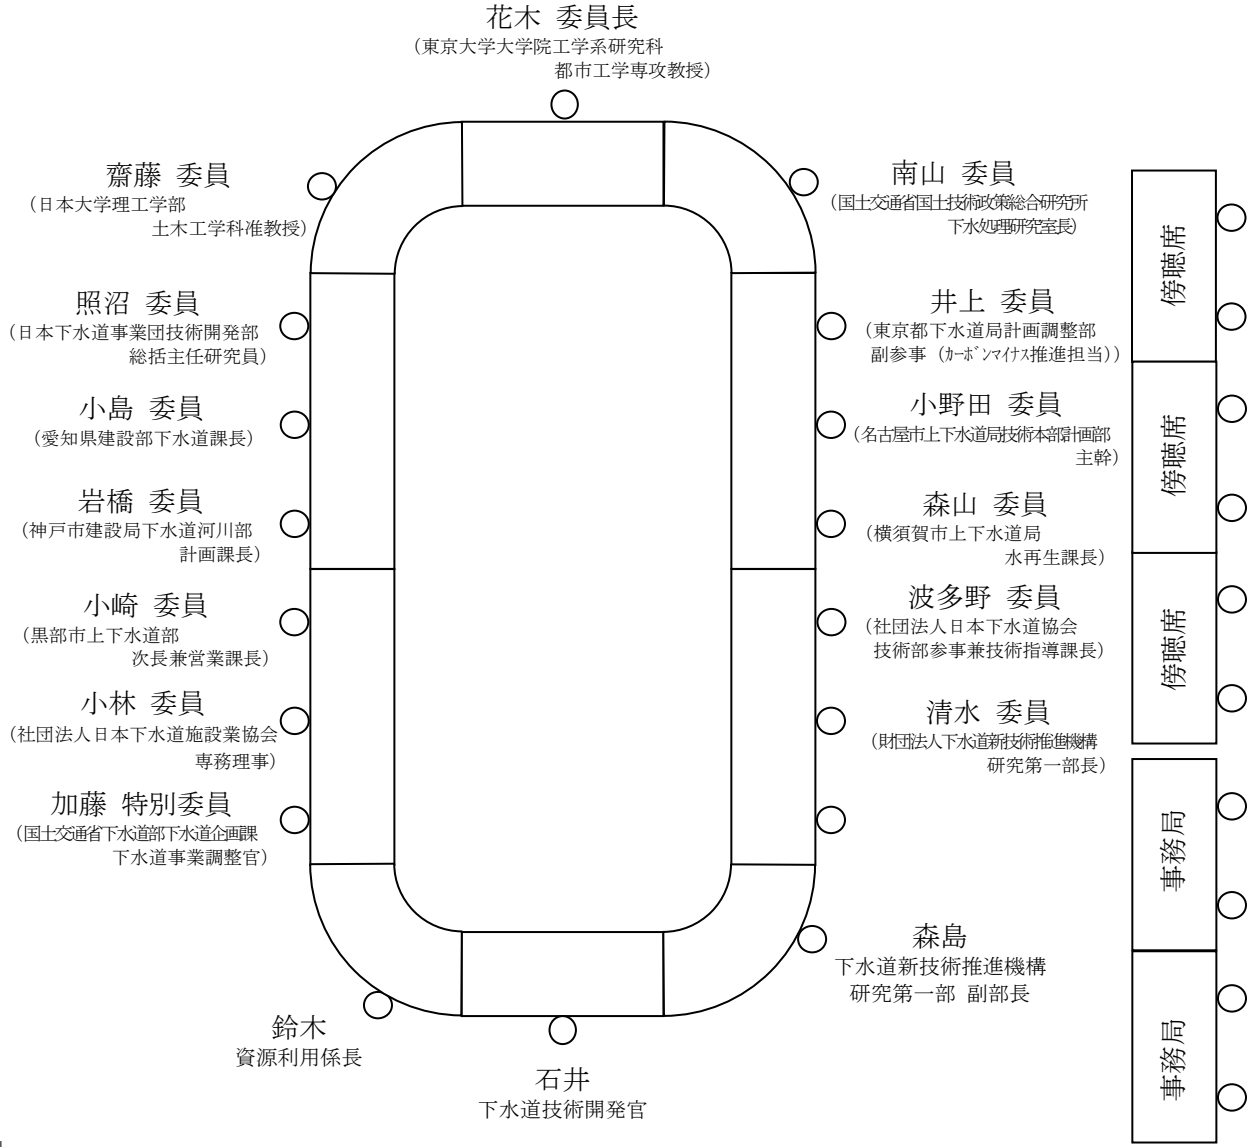 花木 委員長
（東京大学大学院工学系研究科
都市工学専攻教授）
齋藤 委員
（日本大学理工学部
土木工学科准教授）
照沼 委員
（日本下水道事業団技術開発部
総括主任研究員）
小島 委員
（愛知県建設部下水道課長）
岩橋 委員
（神戸市建設局下水道河川部
計画課長）
小崎 委員
（黒部市上下水道部
次長兼営業課長）
小林 委員
（社団法人日本下水道施設業協会
専務理事）
加藤 特別委員
（国土交通省下水道部下水道企画課
下水道事業調整官）
南山 委員
（国土交通省国土技術政策総合研究所
下水処理研究室長）
井上 委員
（東京都下水道局計画調整部
副参事（ｶｰﾎﾞﾝﾏｲﾅｽ推進担当））
小野田 委員
（名古屋市上下水道局技術本部計画部
主幹）
森山 委員
（横須賀市上下水道局
水再生課長）
波多野 委員
（社団法人日本下水道協会
技術部参事兼技術指導課長）
清水 委員
（財団法人下水道新技術推進機構
研究第一部長）
森島
下水道新技術推進機構
研究第一部 副部長
鈴木
資源利用係長
石井
下水道技術開発官
傍聴席
傍聴席
傍聴席
事務局
事務局